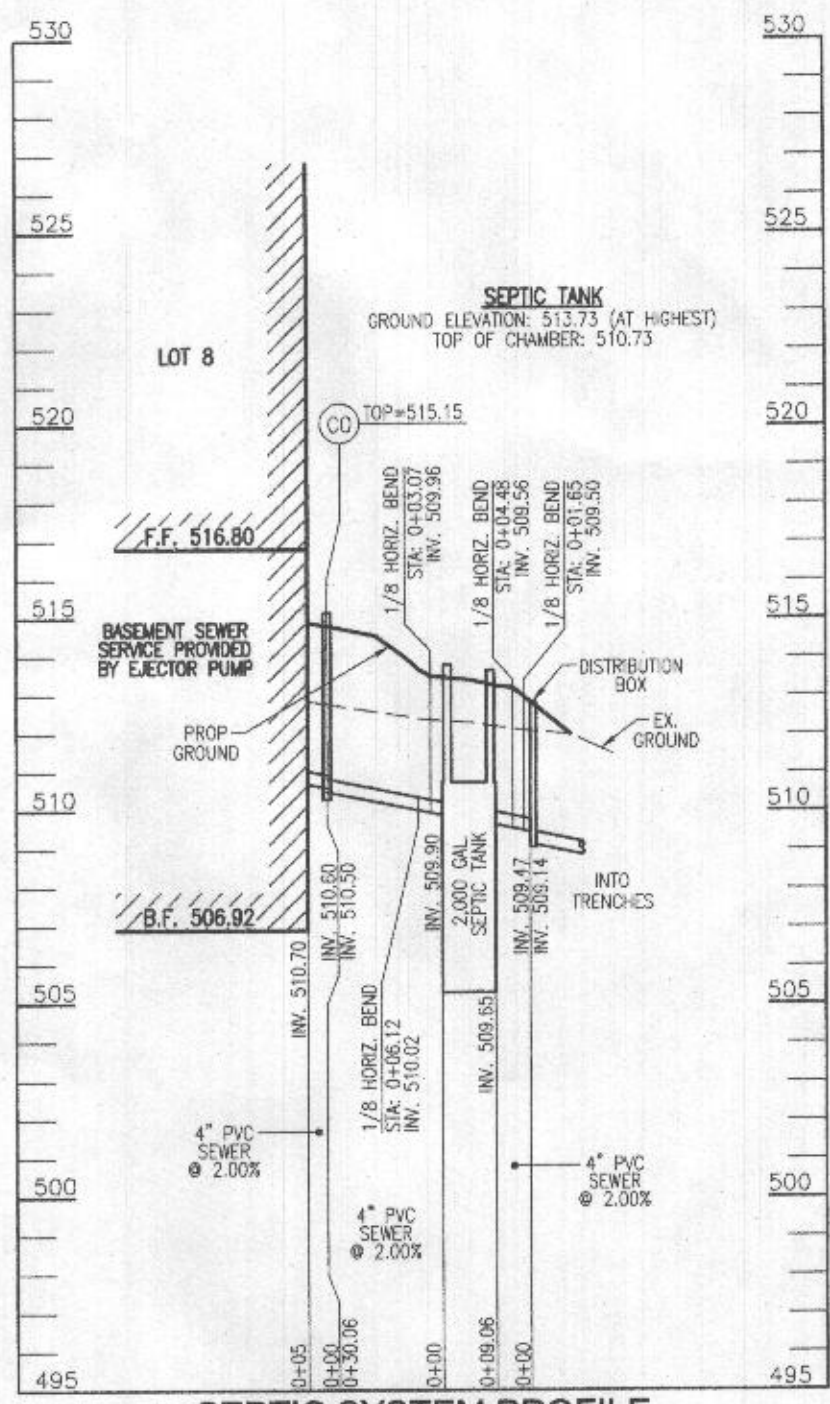 530
530
525
525
SEPTIC TANK
GROUND ELEVATION: 513.73 (AT HIGHEST)
TOP OF CHAMBER: 510.73
LOT 8
520
520
CO
TOP=515.15
1/8 HORIZ. BEND
STA: 0+03.07
INV. 509.96
1/8 HORIZ. BEND
STA: 0+04.48
INV. 509.56
1/8 HORIZ. BEND
STA: 0+01.65
INV. 509.50
F.F. 516.80
515
515
BASEMENT SEWER
SERVICE PROVIDED
BY EJECTOR PUMP
DISTRIBUTION
BOX
PROP
GROUND
EX.
GROUND
510
510
INV. 510.70
INV. 510.60
INV. 510.50
INV. 509.90
2,000 GAL.
SEPTIC TANK
INV. 509.47
INV. 509.14
INTO
TRENCHES
B.F. 506.92
505
505
1/8 HORIZ. BEND
STA: 0+06.12
INV. 510.02
INV. 509.65
4" PVC
SEWER
@ 2.00%
4" PVC
SEWER
@ 2.00%
4" PVC
SEWER
@ 2.00%
500
500
0+05
0+00
0+30.06
0+00
0+09.06
0+00
495
495
SEPTIC SYSTEM PROFILE